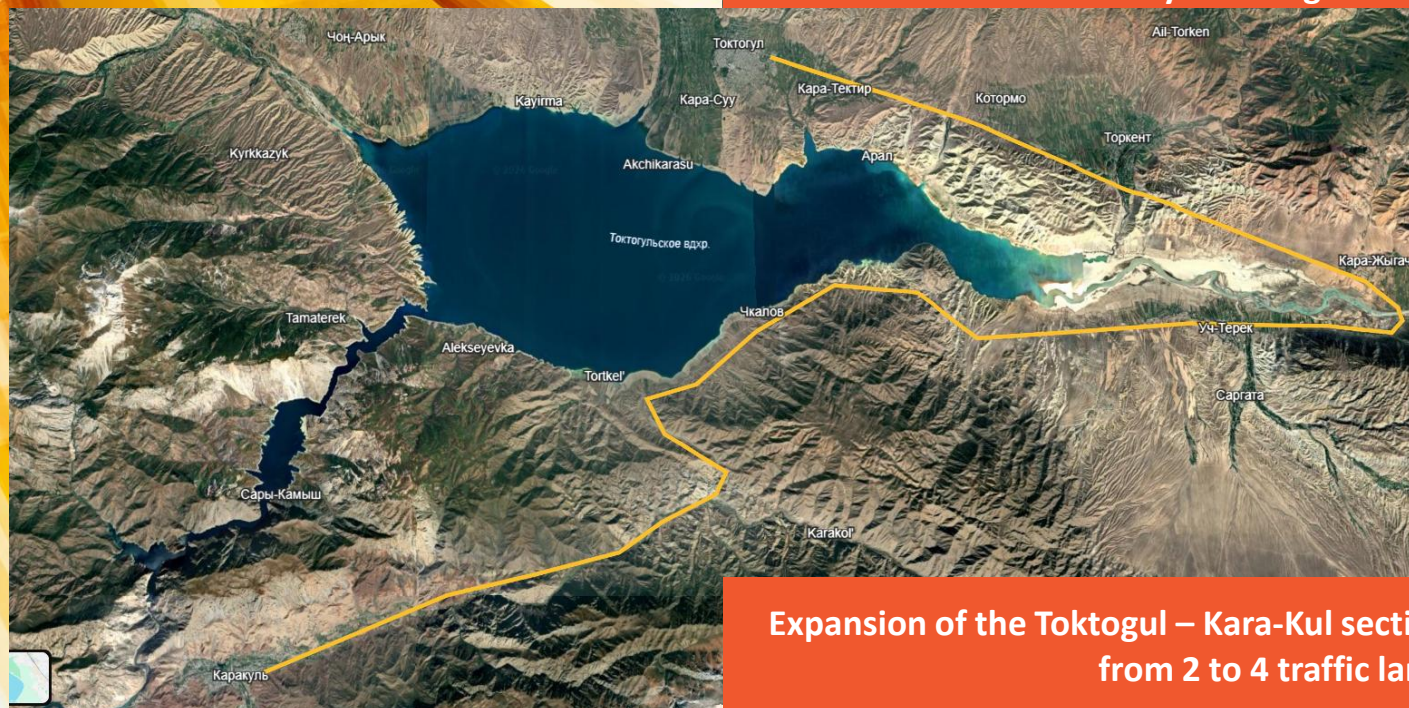 Чоң-Арык
Токтогул
Ail-Torken
Kayirma
Кара-Суу
Кара-Тектир
Котормо
Торкент
Kyrkkazyk
Akchikarasu
Арал
Токтогульское вдхр.
Кара-Жыгач
Tamaterek
Чкалов
Уч-Терек
Alekseyevka
Tortkel'
Саргата
Сары-Камыш
Karakol'
Каракуль
Expansion of the Toktogul – Kara-Kul
from 2 to 4 traffic